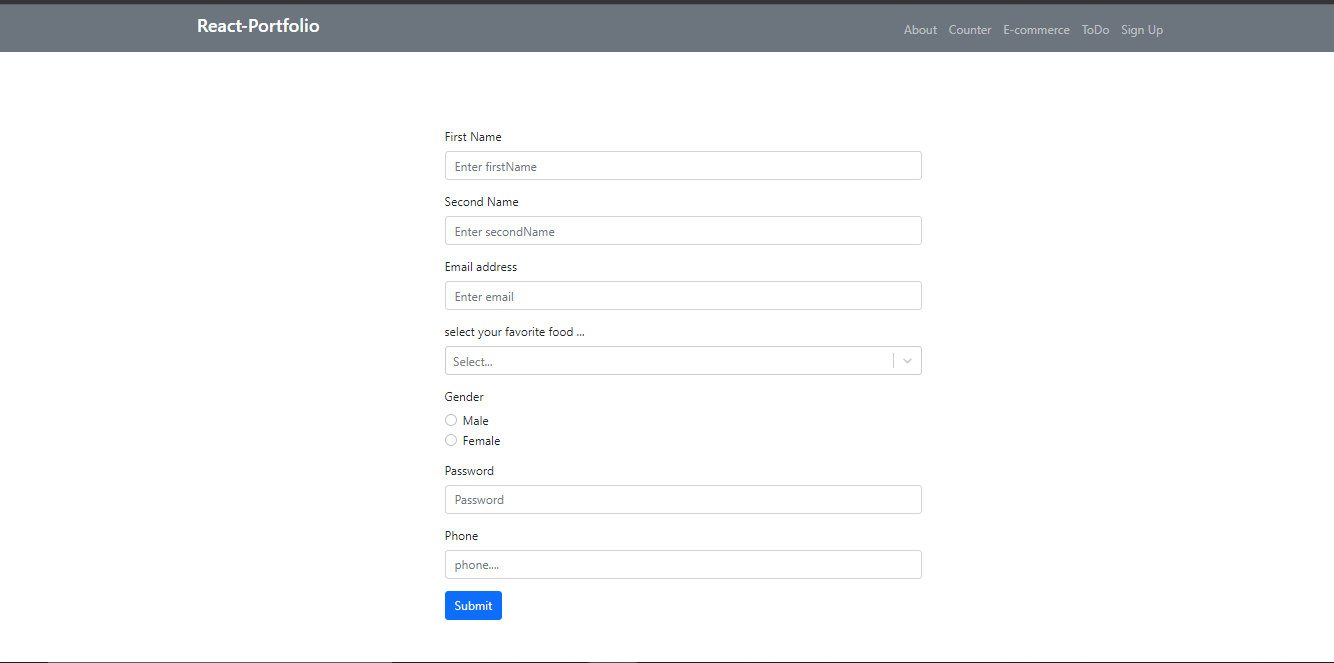 React-Portfolio
About Counter E-commerce ToDo Sign Up
First Name
Enter firstName
Second Name
Enter secondName
Email address
Enter email
select your favorite food ...
Select...
Gender
Male
Female
Password
Password
Phone
phone....
Submit